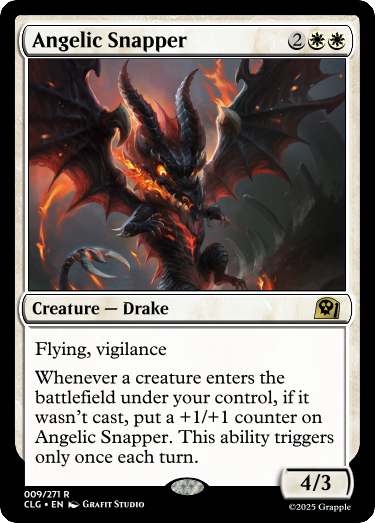 Angelic Snapper 2
Creature — Drake
Flying, vigilance
Whenever a creature enters the
battlefield under your control, if it
wasn't cast, put a +1/+1 counter on
Angelic Snapper. This ability triggers
only once each turn.
4/3
009/271 R
CLG • EN Grafit Studio
©2025 Grapple